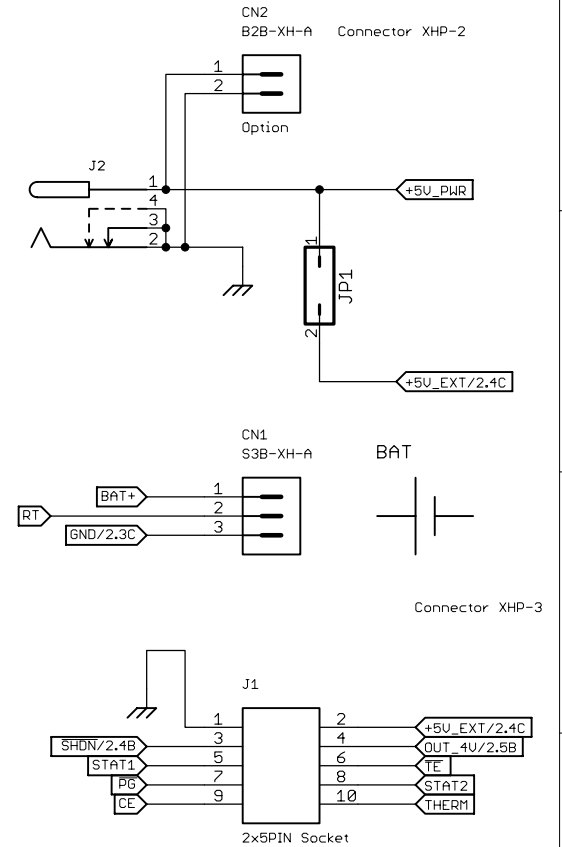 CN2
B2B-XH-A Connector XHP-2
1
2
Option
J2
1
4
3
2
+5V_PWR
1
JP1
2
+5V_EXT/2.4C
CN1
S3B-XH-A
BAT
BAT+ 1
RT 2
GND/2.3C 3
Connector XHP-3
J1
1 2 +5V_EXT/2.4C
SHDN/2.4B 3 4 OUT_4V/2.5B
STAT1 5 6 TE
PG 7 8 STAT2
CE 9 10 THERM
2x5PIN Socket